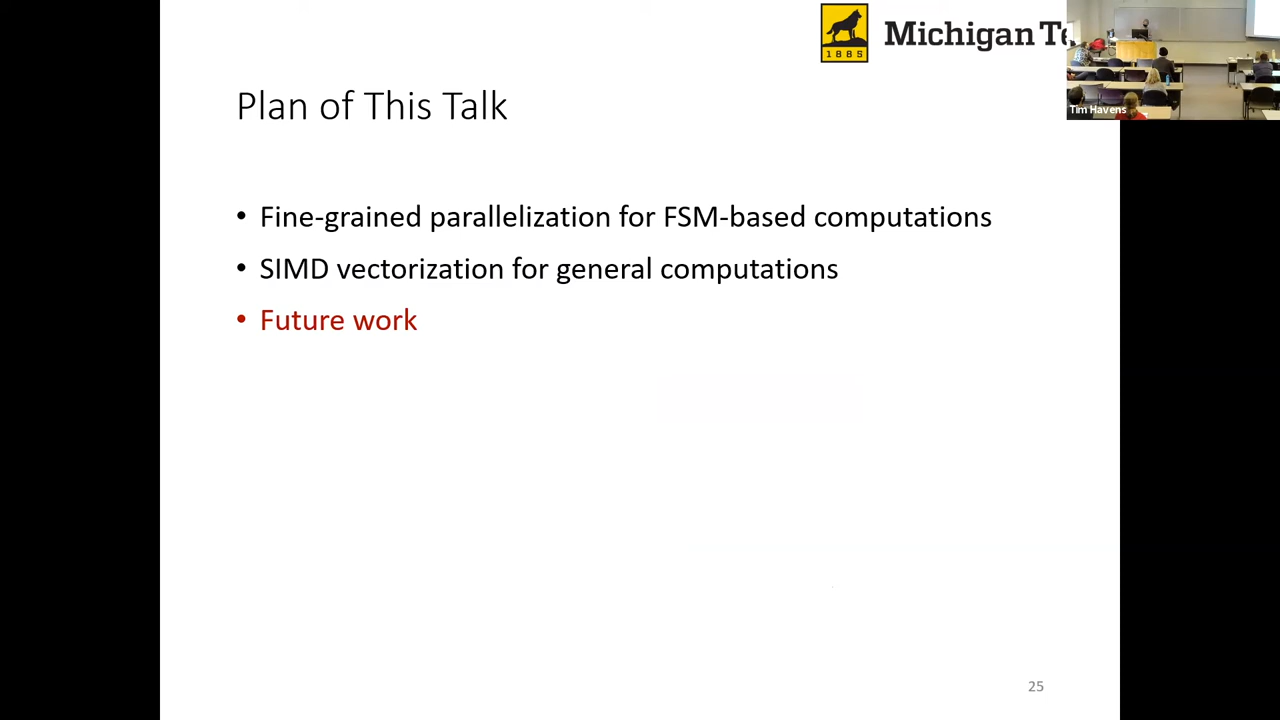 Michigan Te
1885
Tim Havens
Plan of This Talk
• Fine-grained parallelization for FSM-based computations
• SIMD vectorization for general computations
• Future work
25